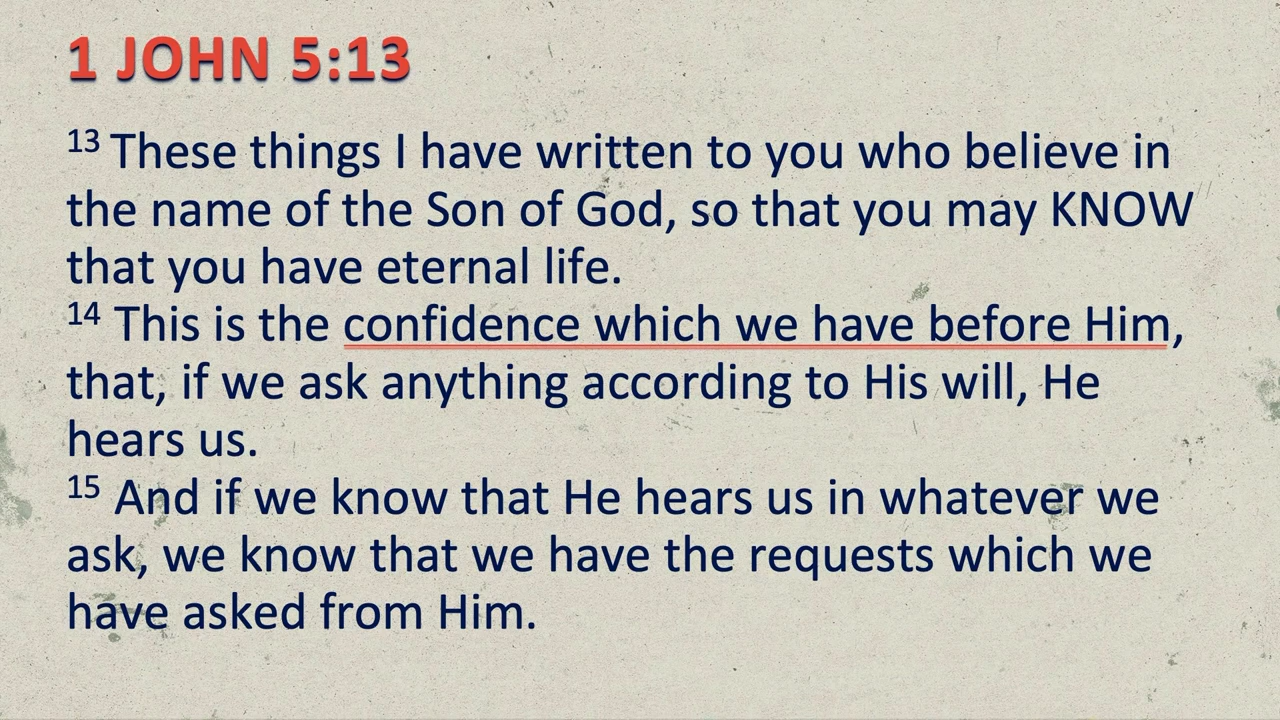 1 JOHN 5:13
13 These things I have written to you who believe in
the name of the Son of God, so that you may KNOW
that you have eternal life.
14 This is the confidence which we have before Him,
that, if we ask anything according to His will, He
hears us.
15 And if we know that He hears us in whatever we
ask, we know that we have the requests which we
have asked from Him.